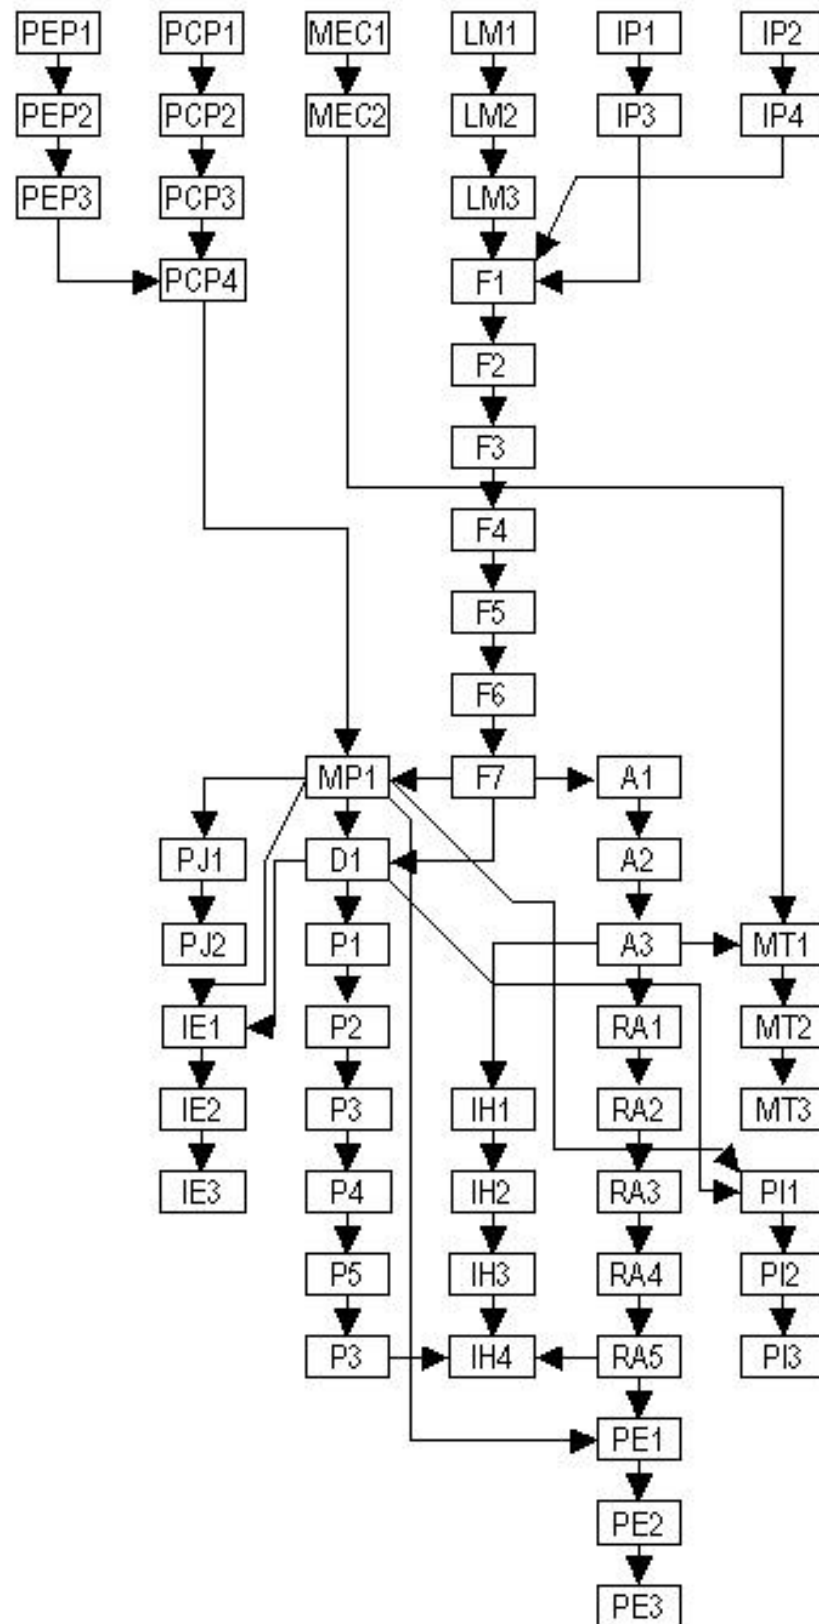 PEP1 PCP1 MEC1 LM1 IP1 IP2
PEP2 PCP2 MEC2 LM2 IP3 IP4
PEP3 PCP3 LM3
PCP4 F1
F2
F3
F4
F5
F6
MP1 F7 A1
PJ1 D1 A2
PJ2 P1 A3 MT1
IE1 P2 RA1 MT2
IE2 P3 IH1 RA2 MT3
IE3 P4 IH2 RA3 PI1
P5 IH3 RA4 PI2
P3 IH4 RA5 PI3
PE1
PE2
PE3